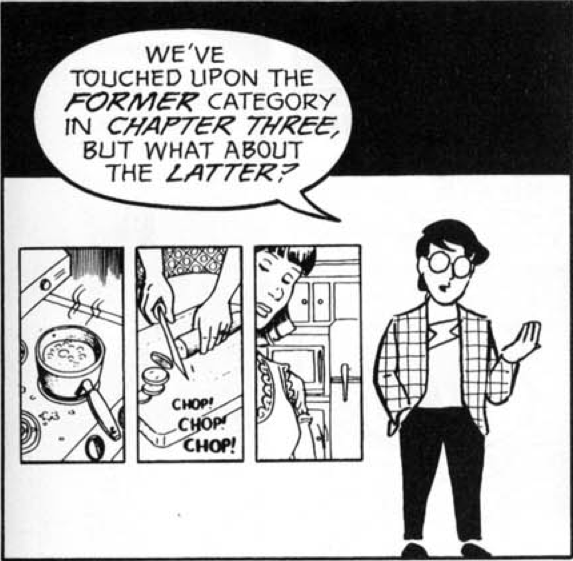 WE'VE
TOUCHED UPON THE
FORMER CATEGORY
IN CHAPTER THREE,
BUT WHAT ABOUT
THE LATTER?
CHOP!
CHOP!
CHOP!